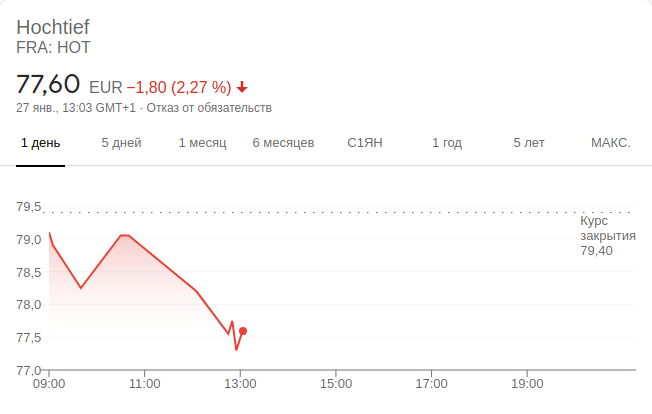 Hochtief
FRA: HOT
77,60 EUR −1,80 (2,27 %)
27 янв., 13:03 GMT+1 · Отказ от обязательств
1 день 5 дней 1 месяц 6 месяцев С1ЯН 1 год 5 лет МАКС.
79,5
Курс
закрытия
79,40
79,0
78,5
78,0
77,5
77,0
09:00 11:00 13:00 15:00 17:00 19:00